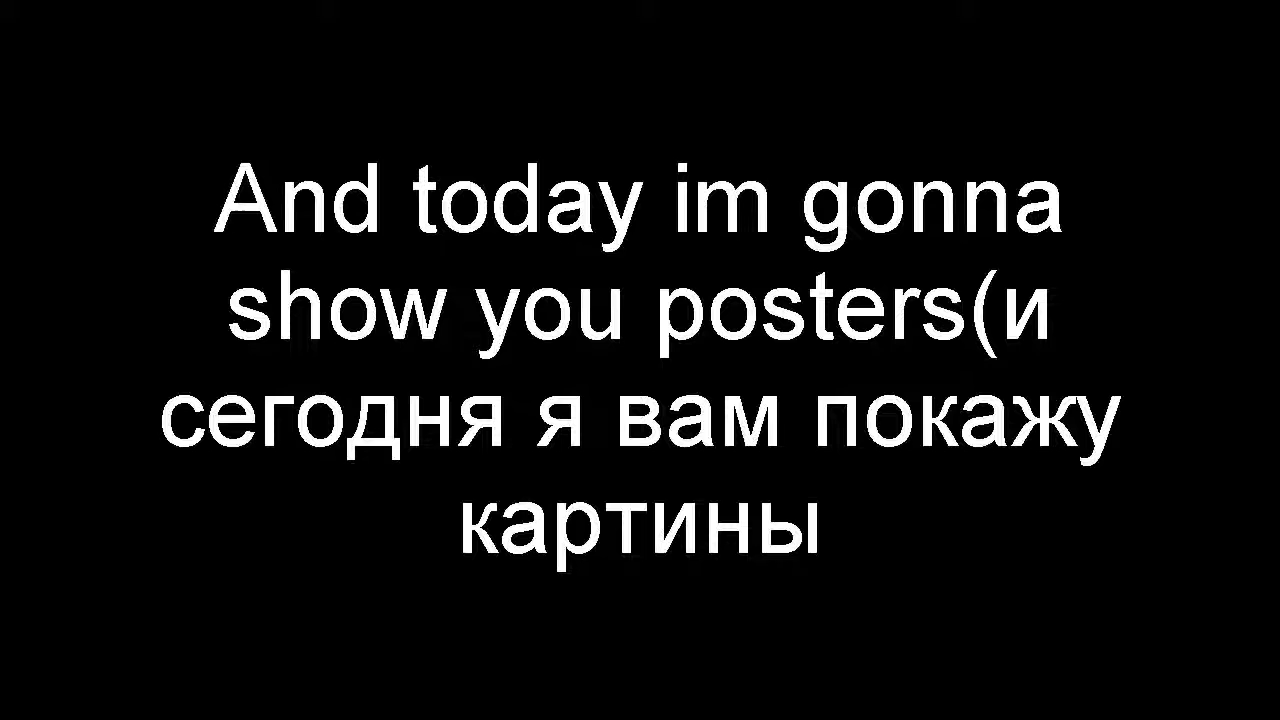 And today im gonna
show you posters(и
сегодня я вам покажу
картины